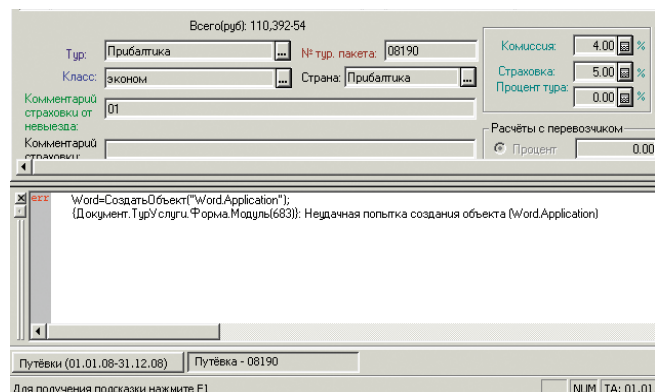 Всего(руб): 110,392-54
Тур: Прибалтика ... № тур. пакета: 08190
Класс: эконом ... Страна: Прибалтика ...
Комментарий страховки от невыезда: 01
Комментарий страховки:
Комиссия: 4.00 %
Страховка: 5.00 %
Процент тура: 0.00 %
Расчёты с перевозчиком
Процент 0.00
err Word=СоздатьОбъект("Word.Application");
{Документ.ТурУслуги.Форма.Модуль(683)}: Неудачная попытка создания объекта (Word.Application)
Путёвки (01.01.08-31.12.08) Путёвка - 08190
Для получения подсказки нажмите F1 NUM TA: 01.01